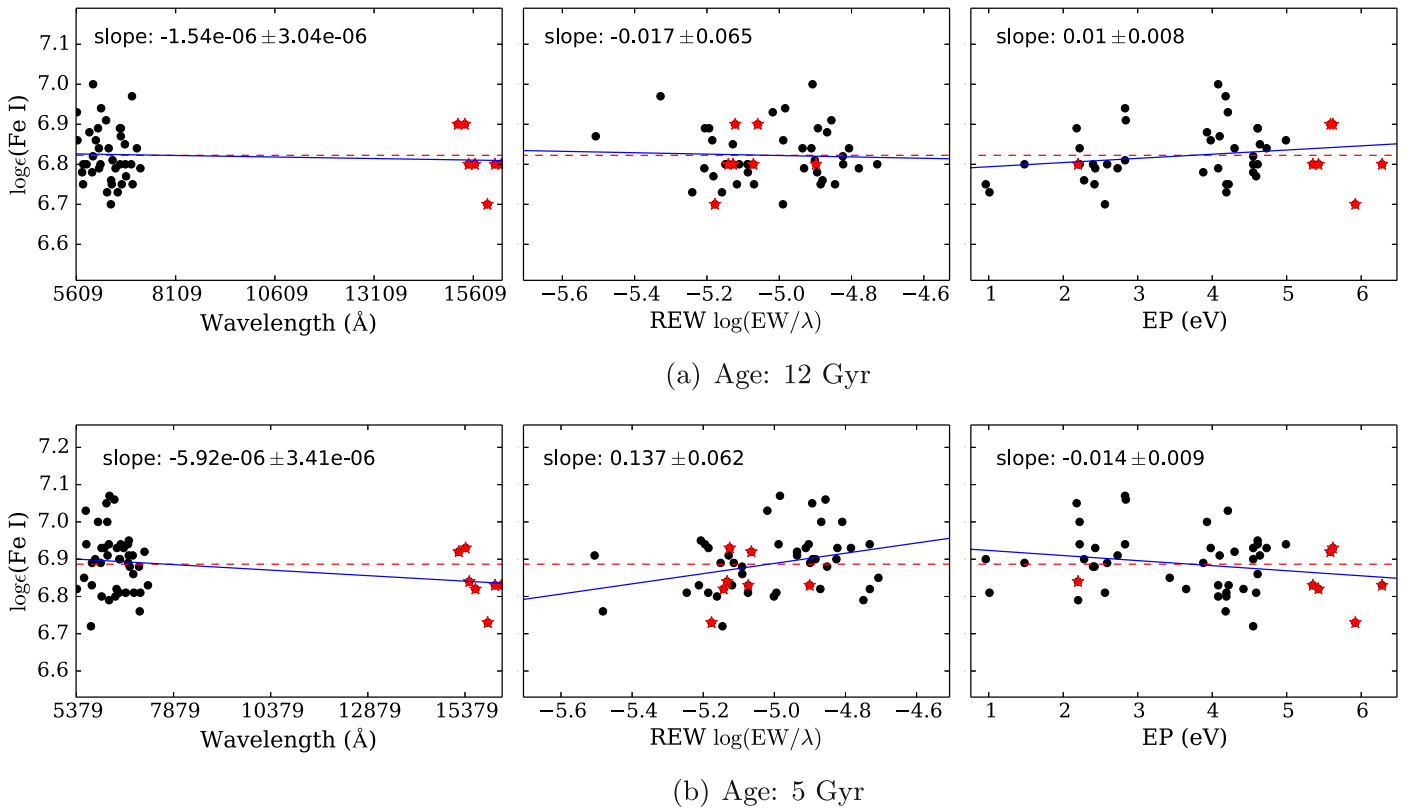 slope: -1.54e-06 ± 3.04e-06
slope: -0.017 ± 0.065
slope: 0.01 ± 0.008
logϵ(Fe I)
7.1
7.0
6.9
6.8
6.7
6.6
5609 8109 10609 13109 15609
−5.6 −5.4 −5.2 −5.0 −4.8 −4.6
1 2 3 4 5 6
Wavelength (Å)
REW log(EW/λ)
EP (eV)
(a) Age: 12 Gyr
slope: -5.92e-06 ± 3.41e-06
slope: 0.137 ± 0.062
slope: -0.014 ± 0.009
logϵ(Fe I)
7.2
7.1
7.0
6.9
6.8
6.7
6.6
5379 7879 10379 12879 15379
−5.6 −5.4 −5.2 −5.0 −4.8 −4.6
1 2 3 4 5 6
Wavelength (Å)
REW log(EW/λ)
EP (eV)
(b) Age: 5 Gyr